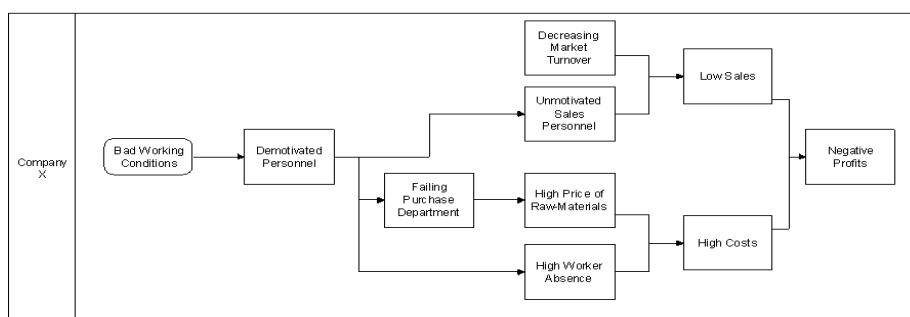 Company
X
Bad Working
Conditions
Demotivated
Personnel
Failing
Purchase
Department
Decreasing
Market
Turnover
Unmotivated
Sales
Personnel
High Price of
Raw-Materials
High Worker
Absence
Low Sales
High Costs
Negative
Profits